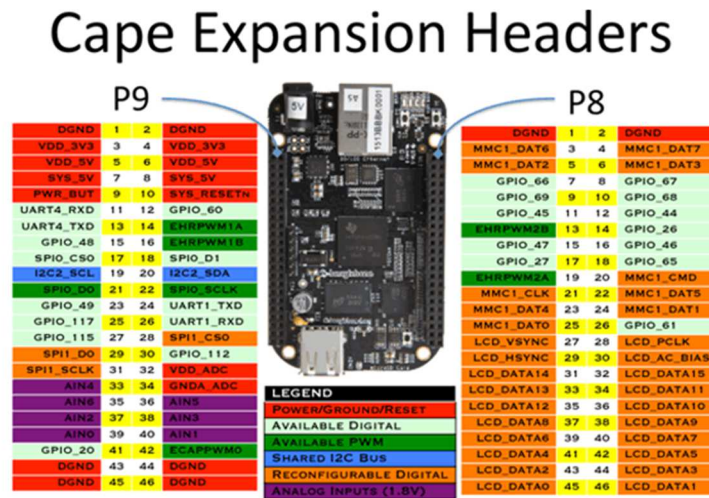 Cape Expansion Headers
P9
P8
DGND 1 2 DGND
VDD_3V3 3 4 VDD_3V3
VDD_5V 5 6 VDD_5V
SYS_5V 7 8 SYS_5V
PWR_BUT 9 10 SYS_RESETN
UART4_RXD 11 12 GPIO_60
UART4_TXD 13 14 EHRPWM1A
GPIO_48 15 16 EHRPWM1B
SPI0_CS0 17 18 SPI0_D1
I2C2_SCL 19 20 I2C2_SDA
SPI0_D0 21 22 SPI0_SCLK
GPIO_49 23 24 UART1_TXD
GPIO_117 25 26 UART1_RXD
GPIO_115 27 28 SPI1_CS0
SPI1_D0 29 30 GPIO_112
SPI1_SCLK 31 32 VDD_ADC
AIN4 33 34 GNDA_ADC
AIN6 35 36 AIN5
AIN2 37 38 AIN3
AIN0 39 40 AIN1
GPIO_20 41 42 ECAPPWM0
DGND 43 44 DGND
DGND 45 46 DGND
5V
LEGEND
POWER/GROUND/RESET
AVAILABLE DIGITAL
AVAILABLE PWM
SHARED I2C BUS
RECONFIGURABLE DIGITAL
ANALOG INPUTS (1.8V)
DGND 1 2 DGND
MMC1_DAT6 3 4 MMC1_DAT7
MMC1_DAT2 5 6 MMC1_DAT3
GPIO_66 7 8 GPIO_67
GPIO_69 9 10 GPIO_68
GPIO_45 11 12 GPIO_44
EHRPWM2B 13 14 GPIO_26
GPIO_47 15 16 GPIO_46
GPIO_27 17 18 GPIO_65
EHRPWM2A 19 20 MMC1_CMD
MMC1_CLK 21 22 MMC1_DAT5
MMC1_DAT4 23 24 MMC1_DAT1
MMC1_DAT0 25 26 GPIO_61
LCD_VSYNC 27 28 LCD_PCLK
LCD_HSYNC 29 30 LCD_AC_BIAS
LCD_DATA14 31 32 LCD_DATA15
LCD_DATA13 33 34 LCD_DATA11
LCD_DATA12 35 36 LCD_DATA10
LCD_DATA8 37 38 LCD_DATA9
LCD_DATA6 39 40 LCD_DATA7
LCD_DATA4 41 42 LCD_DATA5
LCD_DATA2 43 44 LCD_DATA3
LCD_DATA0 45 46 LCD_DATA1